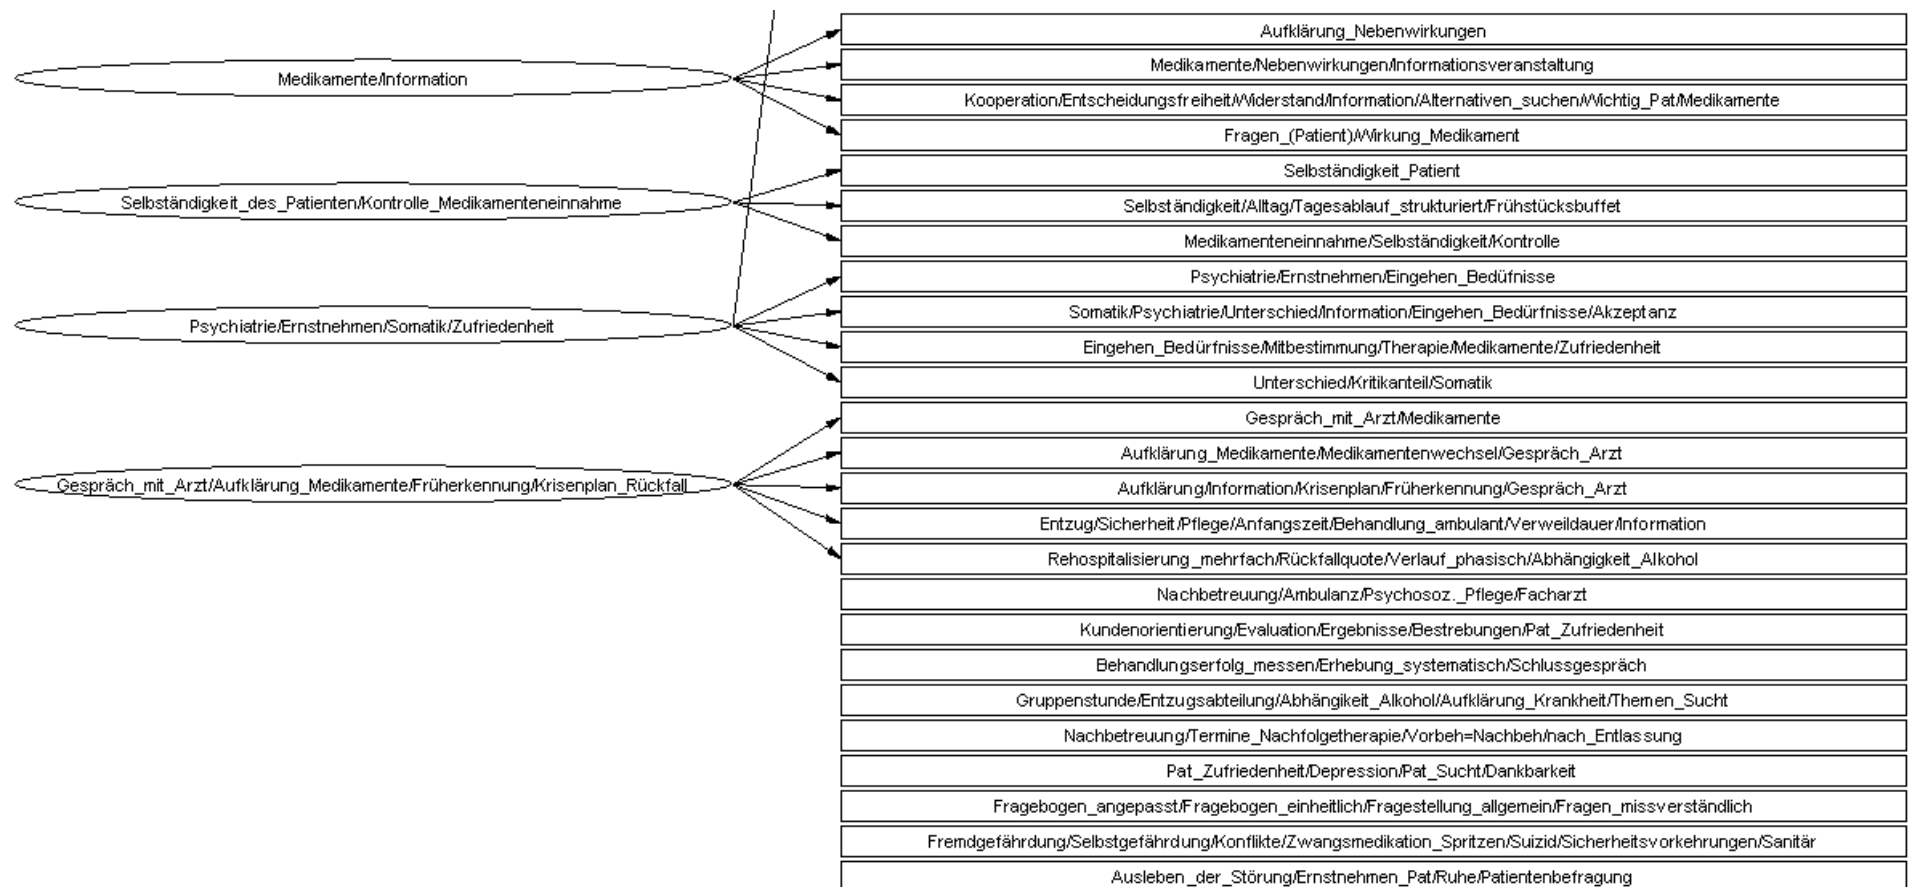 Aufklärung_Nebenwirkungen
Medikamente/Information
Medikamente/Nebenwirkungen/Informationsveranstaltung
Kooperation/Entscheidungsfreiheit/Widerstand/Information/Alternativen_suchen/Wichtig_Pat/Medikamente
Fragen_(Patient)/Wirkung_Medikament
Selbständigkeit_Patient
Selbständigkeit_des_Patienten/Kontrolle_Medikamenteneinnahme
Selbständigkeit/Alltag/Tagesablauf_strukturiert/Frühstücksbuffet
Medikamenteneinnahme/Selbständigkeit/Kontrolle
Psychiatrie/Ernstnehmen/Eingehen_Bedüfnisse
Somatik/Psychiatrie/Unterschied/Information/Eingehen_Bedürfnisse/Akzeptanz
Psychiatrie/Ernstnehmen/Somatik/Zufriedenheit
Eingehen_Bedürfnisse/Mitbestimmung/Therapie/Medikamente/Zufriedenheit
Unterschied/Kritikanteil/Somatik
Gespräch_mit_Arzt/Medikamente
Aufklärung_Medikamente/Medikamentenwechsel/Gespräch_Arzt
Gespräch_mit_Arzt/Aufklärung_Medikamente/Früherkennung/Krisenplan_Rückfall
Aufklärung/Information/Krisenplan/Früherkennung/Gespräch_Arzt
Entzug/Sicherheit/Pflege/Anfangszeit/Behandlung_ambulant/Verweildauer/Information
Rehospitalisierung_mehrfach/Rückfallquote/Verlauf_phasisch/Abhängigkeit_Alkohol
Nachbetreuung/Ambulanz/Psychosoz._Pflege/Facharzt
Kundenorientierung/Evaluation/Ergebnisse/Bestrebungen/Pat_Zufriedenheit
Behandlungserfolg_messen/Erhebung_systematisch/Schlussgespräch
Gruppenstunde/Entzugsabteilung/Abhängikeit_Alkohol/Aufklärung_Krankheit/Themen_Sucht
Nachbetreuung/Termine_Nachfolgetherapie/Vorbeh=Nachbeh/nach_Entlassung
Pat_Zufriedenheit/Depression/Pat_Sucht/Dankbarkeit
Fragebogen_angepasst/Fragebogen_einheitlich/Fragestellung_allgemein/Fragen_missverständlich
Fremdgefährdung/Selbstgefährdung/Konflikte/Zwangsmedikation_Spritzen/Suizid/Sicherheitsvorkehrungen/Sanitär
Ausleben_der_Störung/Ernstnehmen_Pat/Ruhe/Patientenbefragung